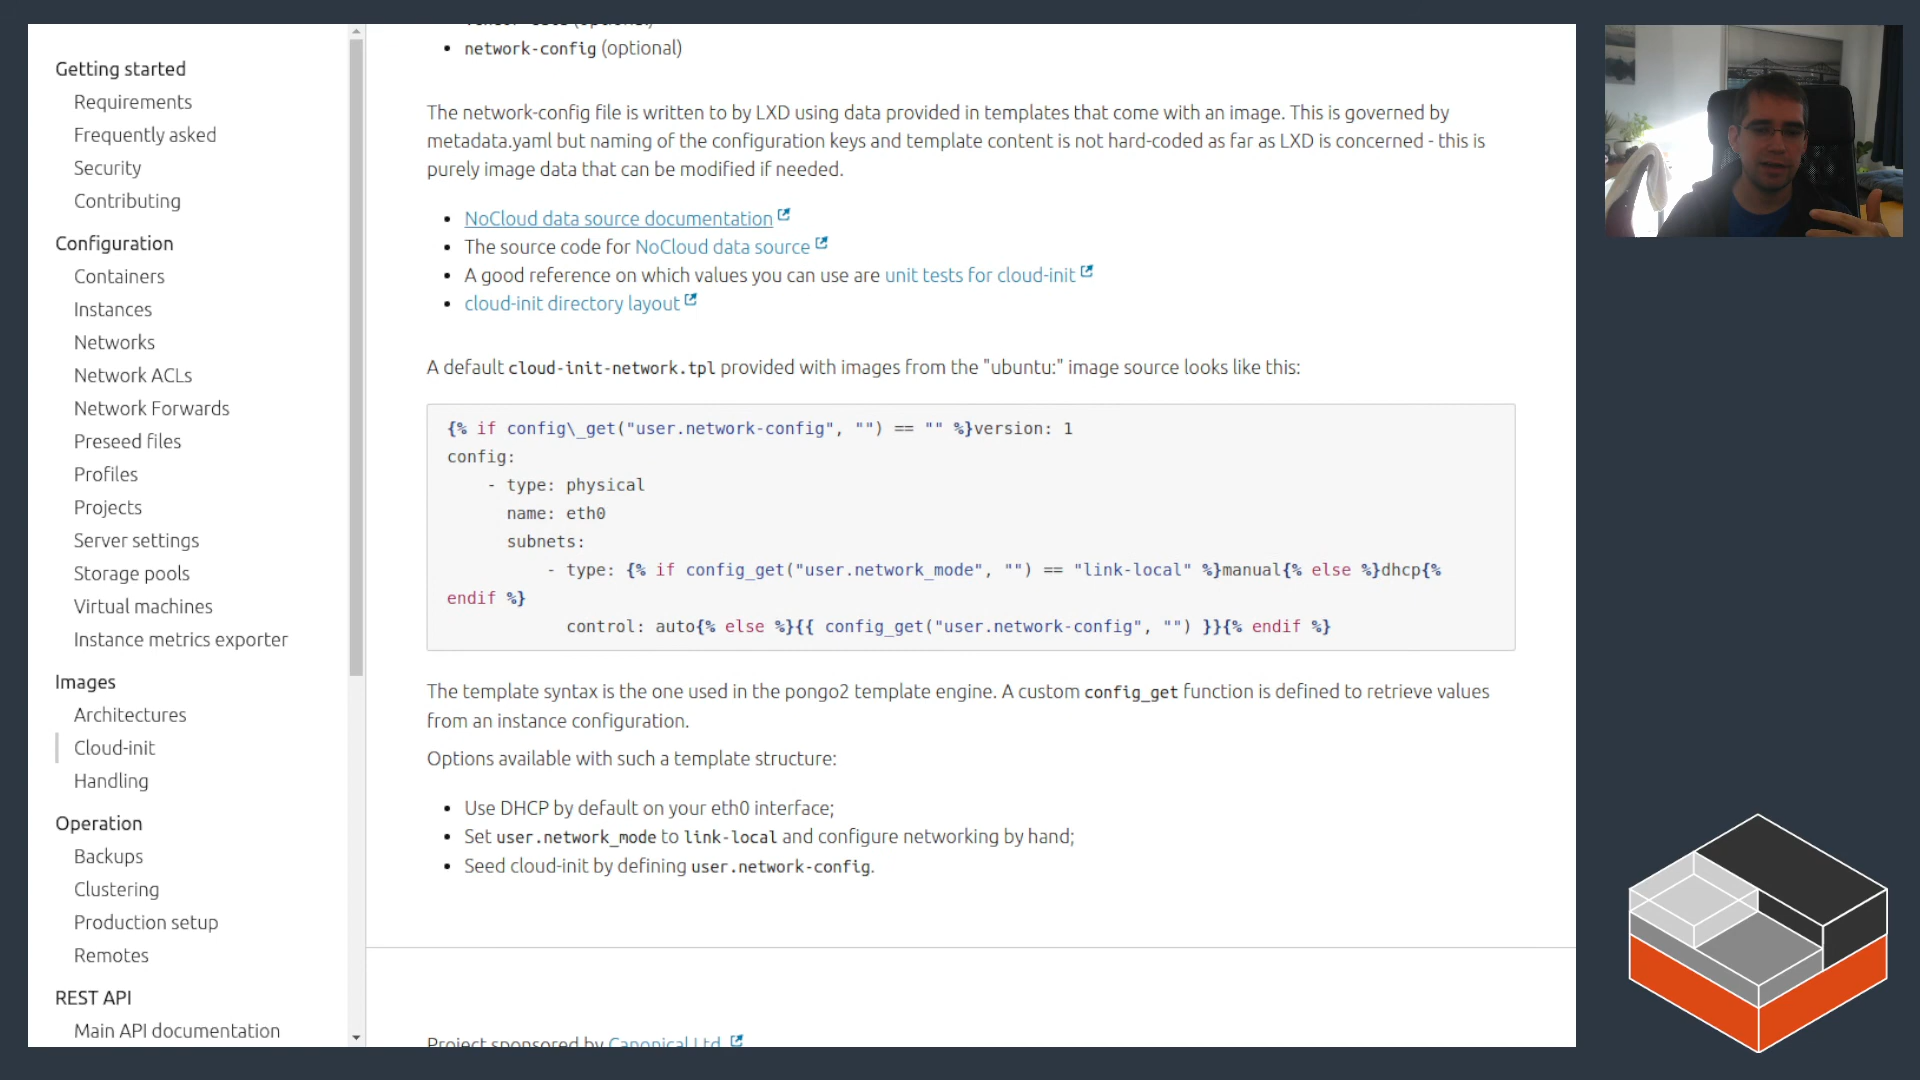 Getting started
Requirements
Frequently asked
Security
Contributing
Configuration
Containers
Instances
Networks
Network ACLs
Network Forwards
Preseed files
Profiles
Projects
Server settings
Storage pools
Virtual machines
Instance metrics exporter
Images
Architectures
Cloud-init
Handling
Operation
Backups
Clustering
Production setup
Remotes
REST API
Main API documentation
network-config (optional)
The network-config file is written to by LXD using data provided in templates that come with an image. This is governed by
metadata.yaml but naming of the configuration keys and template content is not hard-coded as far as LXD is concerned - this is
purely image data that can be modified if needed.
NoCloud data source documentation
The source code for NoCloud data source
A good reference on which values you can use are unit tests for cloud-init
cloud-init directory layout
A default cloud-init-network.tpl provided with images from the "ubuntu:" image source looks like this:
{% if config\_get("user.network-config", "") == "" %}version: 1
config:
    - type: physical
      name: eth0
      subnets:
          - type: {% if config_get("user.network_mode", "") == "link-local" %}manual{% else %}dhcp{%
endif %}
            control: auto{% else %}{{ config_get("user.network-config", "") }}{% endif %}
The template syntax is the one used in the pongo2 template engine. A custom config_get function is defined to retrieve values
from an instance configuration.
Options available with such a template structure:
Use DHCP by default on your eth0 interface;
Set user.network_mode to link-local and configure networking by hand;
Seed cloud-init by defining user.network-config.
Project sponsored by Canonical Ltd.